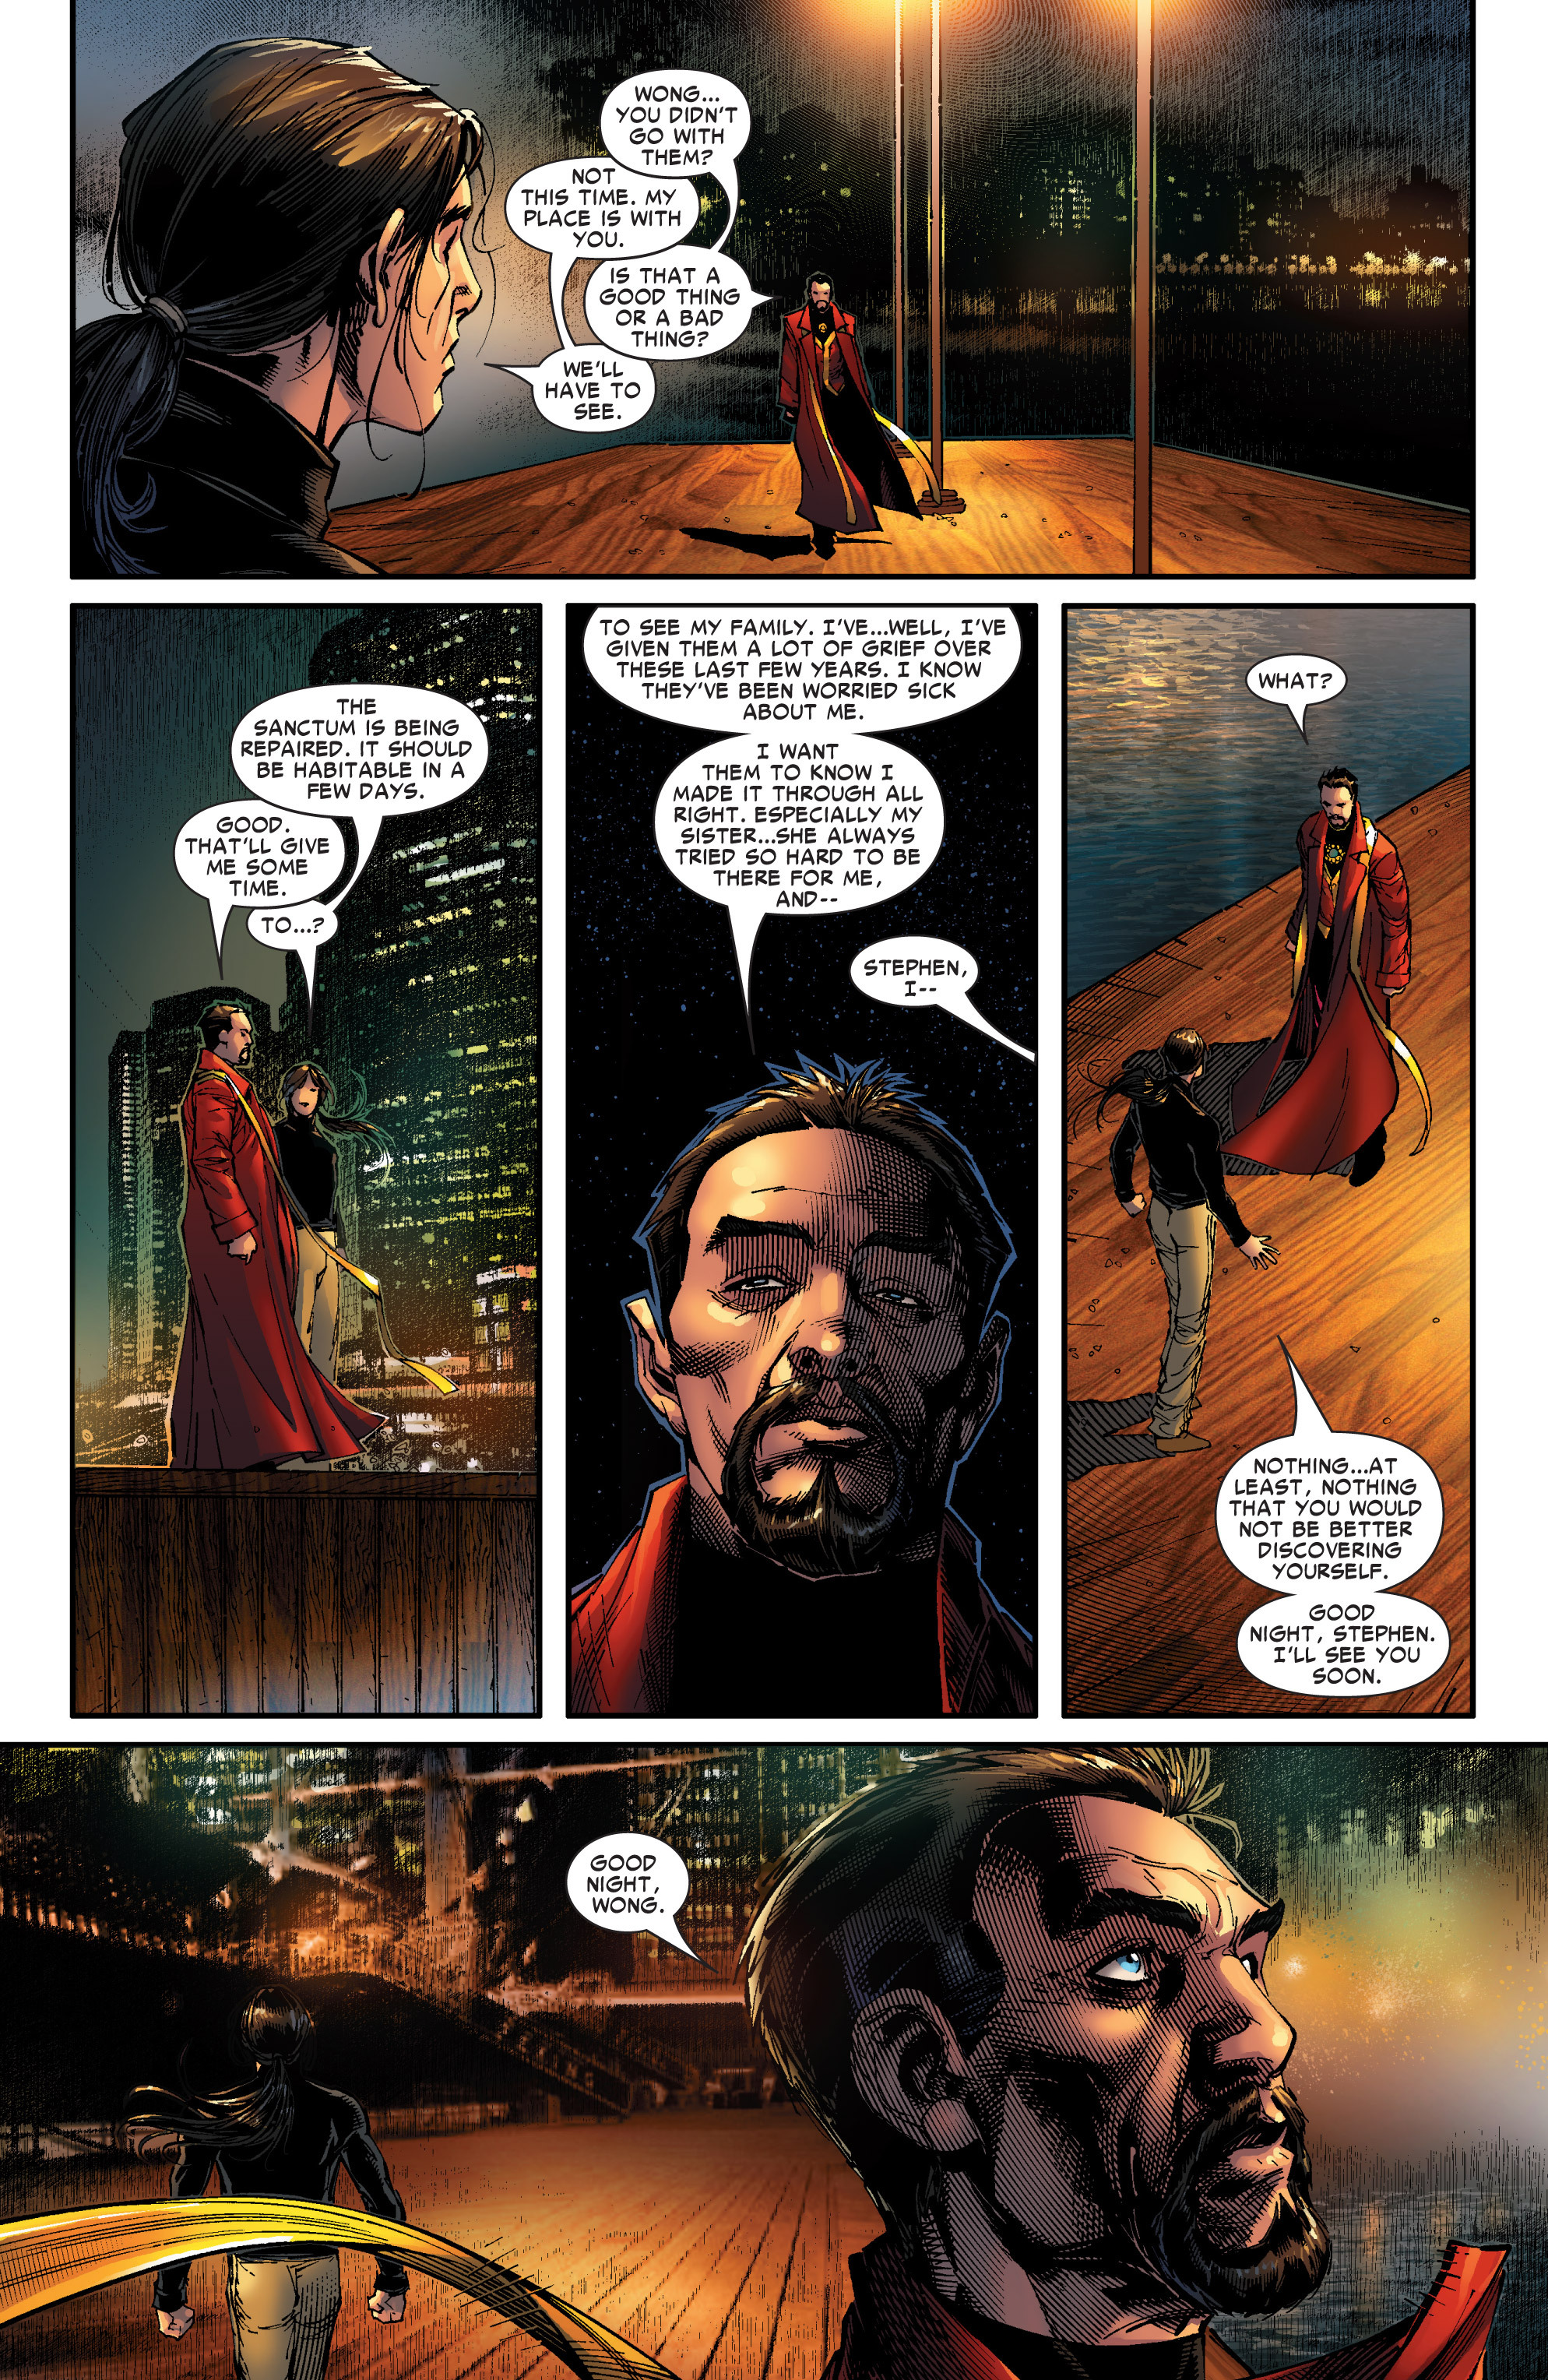 WONG...
YOU DIDN'T
GO WITH
THEM?
NOT
THIS TIME. MY
PLACE IS WITH
YOU.
IS THAT A
GOOD THING
OR A BAD
THING?
WE'LL
HAVE TO
SEE.
THE
SANCTUM IS BEING
REPAIRED. IT SHOULD
BE HABITABLE IN A
FEW DAYS.
GOOD.
THAT'LL GIVE
ME SOME
TIME.
TO...?
TO SEE MY FAMILY. I'VE...WELL, I'VE
GIVEN THEM A LOT OF GRIEF OVER
THESE LAST FEW YEARS. I KNOW
THEY'VE BEEN WORRIED SICK
ABOUT ME.
I WANT
THEM TO KNOW I
MADE IT THROUGH ALL
RIGHT. ESPECIALLY MY
SISTER...SHE ALWAYS
TRIED SO HARD TO BE
THERE FOR ME,
AND--
STEPHEN,
I--
WHAT?
NOTHING...AT
LEAST, NOTHING
THAT YOU WOULD
NOT BE BETTER
DISCOVERING
YOURSELF.
GOOD
NIGHT, STEPHEN.
I'LL SEE YOU
SOON.
GOOD
NIGHT,
WONG.